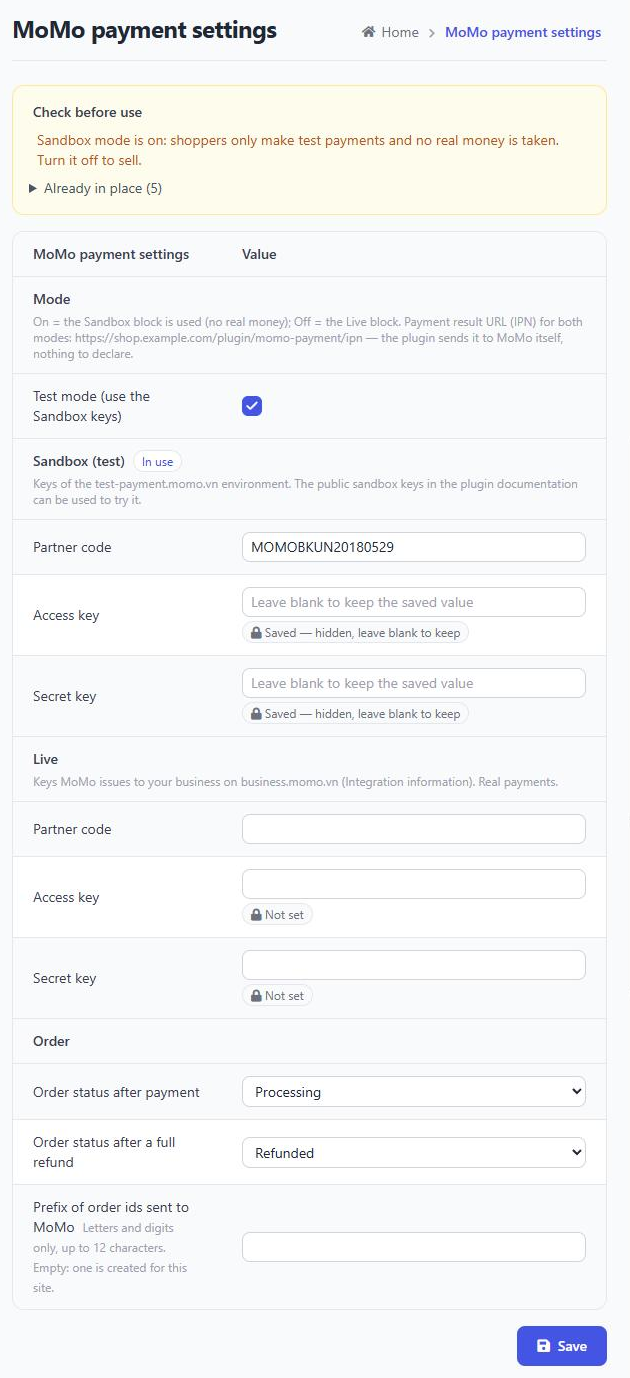 MoMo payment settings
Home > MoMo payment settings
Check before use
Sandbox mode is on: shoppers only make test payments and no real money is taken.
Turn it off to sell.
Already in place (5)
MoMo payment settings Value
Mode
On = the Sandbox block is used (no real money); Off = the Live block. Payment result URL (IPN) for both
modes: https://shop.example.com/plugin/momo-payment/ipn — the plugin sends it to MoMo itself,
nothing to declare.
Test mode (use the
Sandbox keys)
Sandbox (test) In use
Keys of the test-payment.momo.vn environment. The public sandbox keys in the plugin documentation
can be used to try it.
Partner code MOMOBKUN20180529
Access key Leave blank to keep the saved value
Saved — hidden, leave blank to keep
Secret key Leave blank to keep the saved value
Saved — hidden, leave blank to keep
Live
Keys MoMo issues to your business on business.momo.vn (Integration information). Real payments.
Partner code
Access key
Not set
Secret key
Not set
Order
Order status after payment Processing
Order status after a full
refund Refunded
Prefix of order ids sent to
MoMo Letters and digits
only, up to 12 characters.
Empty: one is created for this
site.
Save